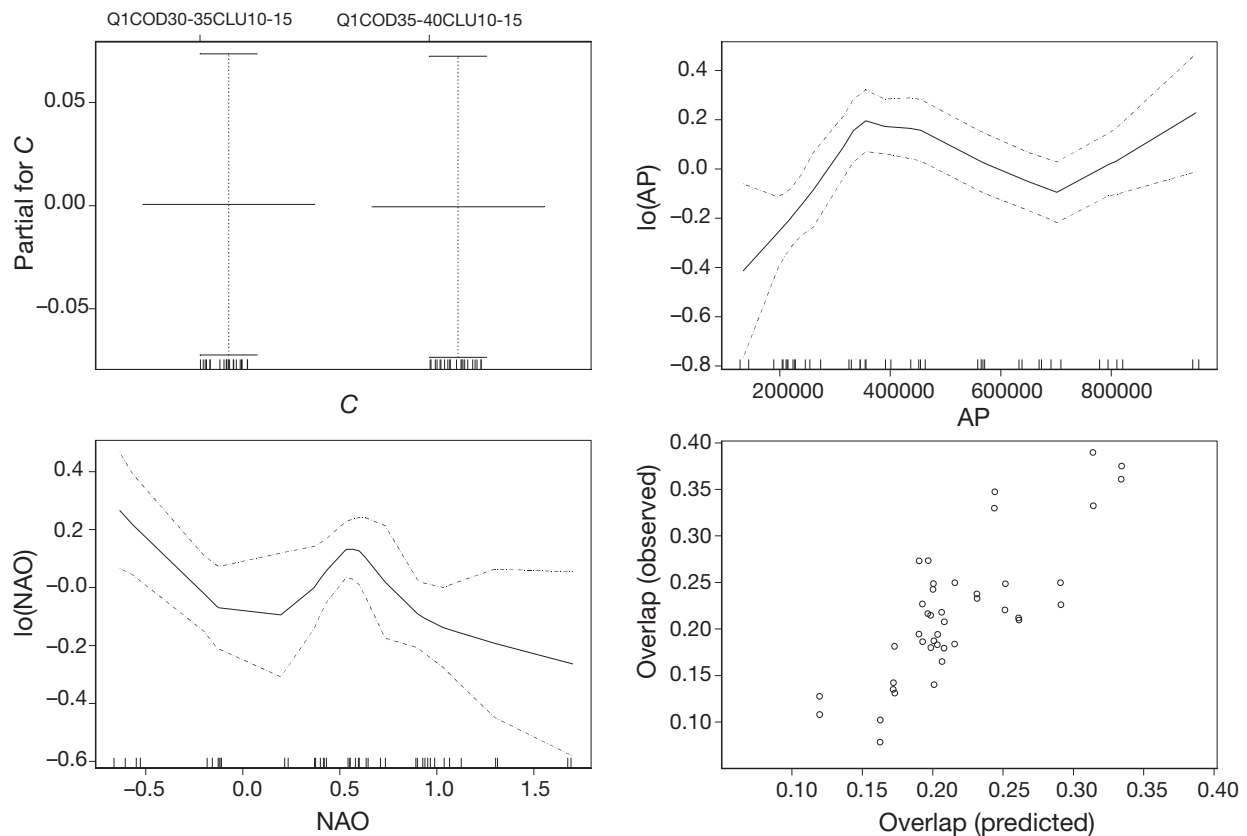 Q1COD30-35CLU10-15 Q1COD35-40CLU10-15
0.05
0.00
–0.05
Partial for C
C
0.4
0.2
0.0
–0.2
–0.4
–0.6
–0.8
lo(AP)
200000 400000 600000 800000
AP
0.4
0.2
–0.0
–0.2
–0.4
–0.6
lo(NAO)
–0.5 0.0 0.5 1.0 1.5
NAO
0.40
0.35
0.30
0.25
0.20
0.15
0.10
Overlap (observed)
0.10 0.15 0.20 0.25 0.30 0.35 0.40
Overlap (predicted)